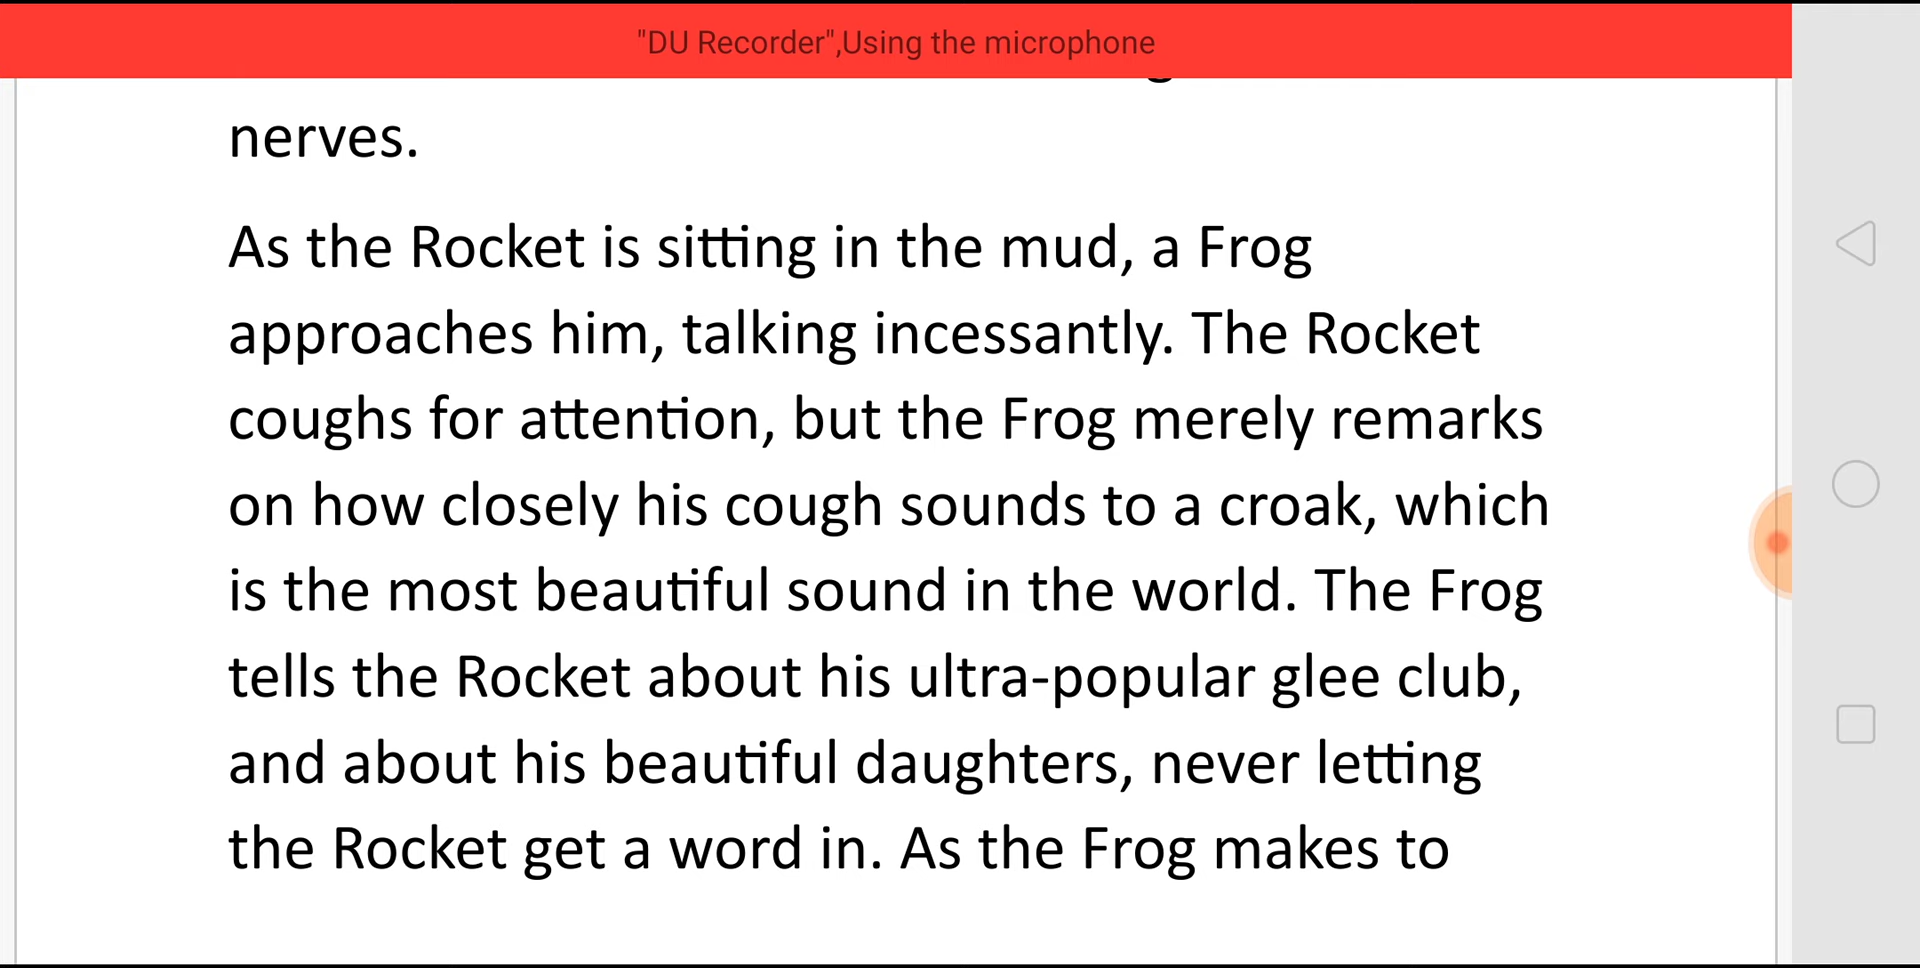 "DU Recorder",Using the microphone
nerves.
As the Rocket is sitting in the mud, a Frog
approaches him, talking incessantly. The Rocket
coughs for attention, but the Frog merely remarks
on how closely his cough sounds to a croak, which
is the most beautiful sound in the world. The Frog
tells the Rocket about his ultra-popular glee club,
and about his beautiful daughters, never letting
the Rocket get a word in. As the Frog makes to